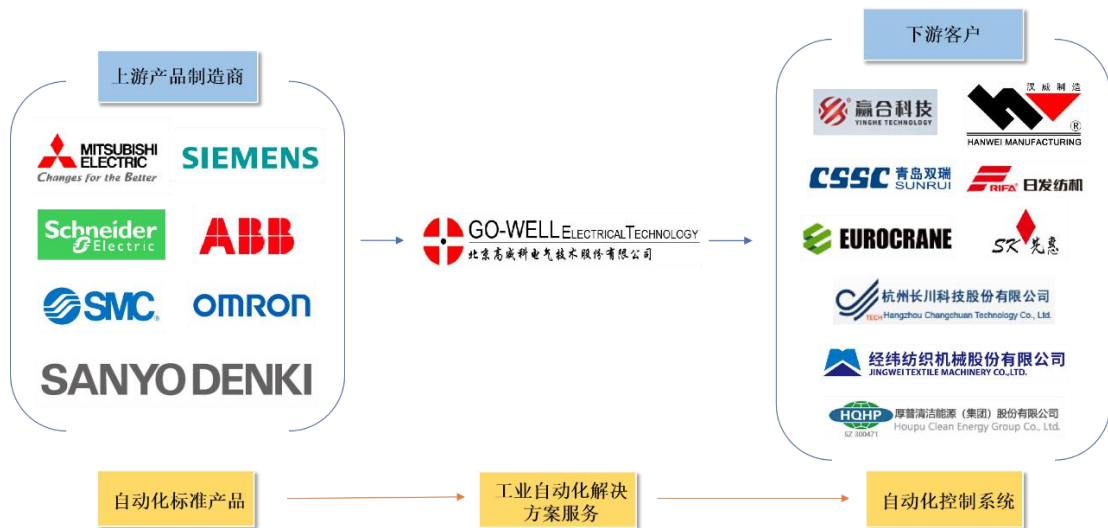 上游产品制造商
MITSUBISHI
ELECTRIC
Changes for the Better
SIEMENS
Schneider
Electric
ABB
SMC
OMRON
SANYO DENKI
GO-WELL ELECTRICAL TECHNOLOGY
北京高威科电气技术股份有限公司
下游客户
赢合科技
YINGHE TECHNOLOGY
汉威制造
®
HANWEI MANUFACTURING
CSSC 青岛双瑞
SUNRUI
RIFA® 日发纺机
EUROCRANE
SK 先惠
杭州长川科技股份有限公司
TECH Hangzhou Changchuan Technology Co., Ltd.
经纬纺织机械股份有限公司
JINGWEI TEXTILE MACHINERY CO.,LTD.
HQHP 厚普清洁能源（集团）股份有限公司
SZ 300471 Houpu Clean Energy Group Co., Ltd.
自动化标准产品
工业自动化解决
方案服务
自动化控制系统